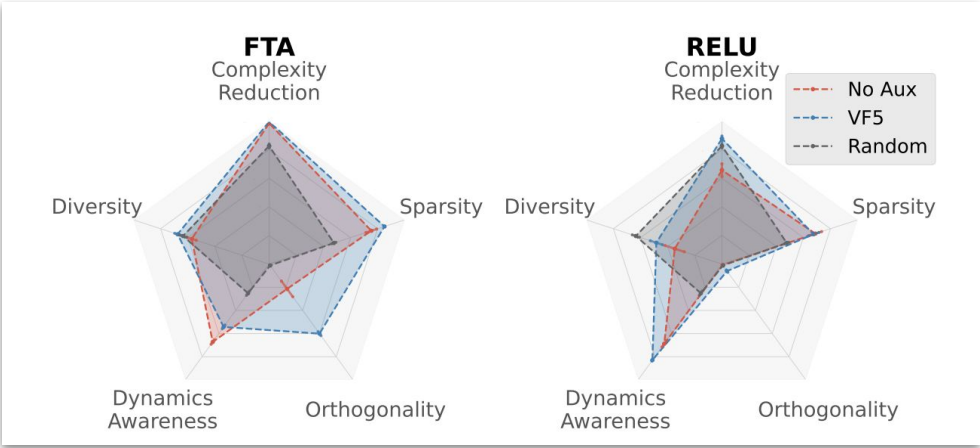 FTA
Complexity
Reduction
Diversity
Sparsity
Dynamics
Awareness
Orthogonality
RELU
Complexity
Reduction
No Aux
VF5
Random
Diversity
Sparsity
Dynamics
Awareness
Orthogonality